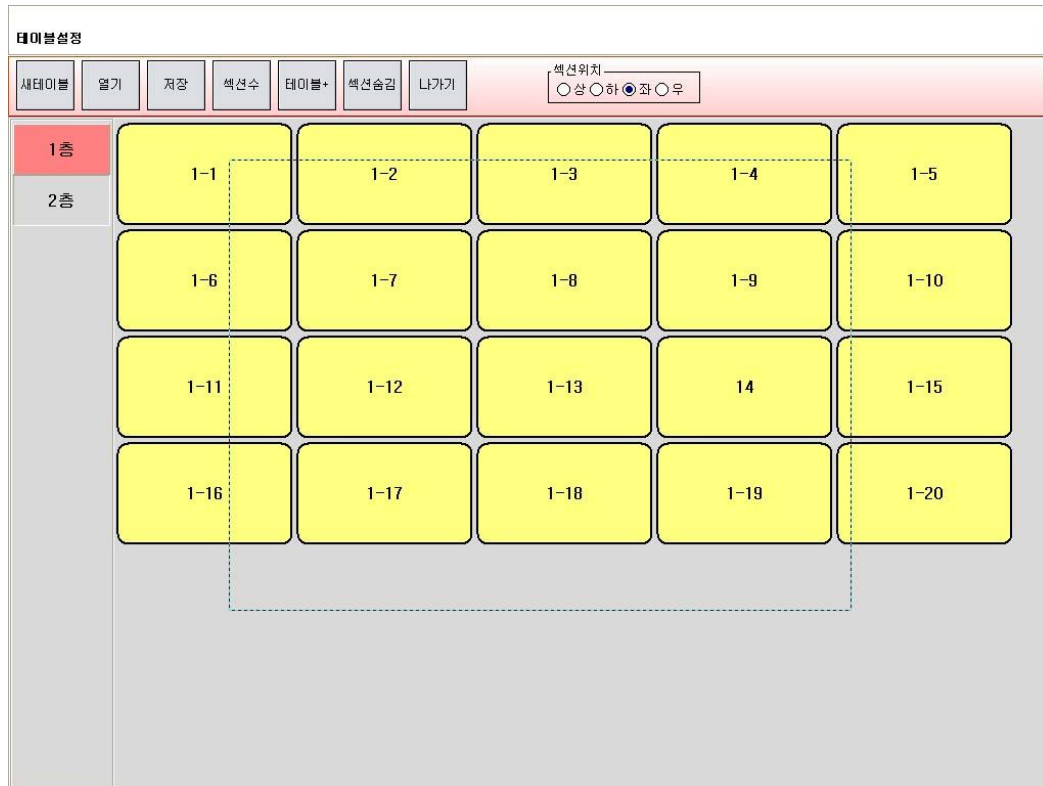 테이블설정
새테이블 열기 저장 섹션수 테이블+ 섹션숨김 나가기
섹션위치
상 하 좌 우
1층
2층
1-1 1-2 1-3 1-4 1-5
1-6 1-7 1-8 1-9 1-10
1-11 1-12 1-13 14 1-15
1-16 1-17 1-18 1-19 1-20